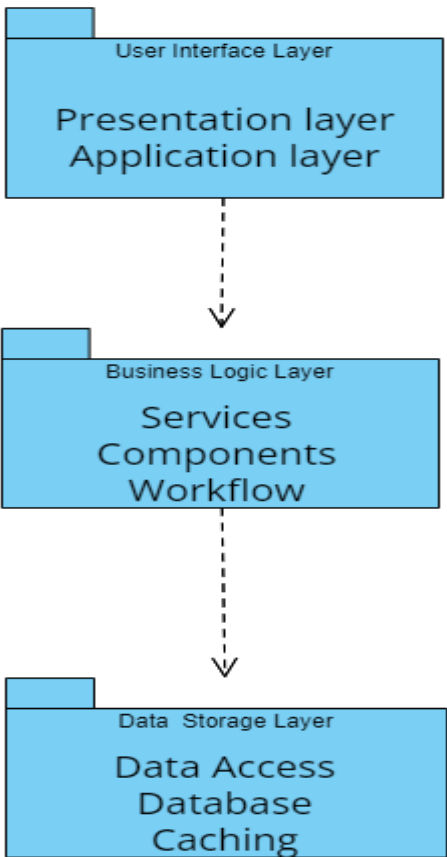 User Interface Layer
Presentation layer
Application layer
Business Logic Layer
Services
Components
Workflow
Data  Storage Layer
Data Access
Database
Caching